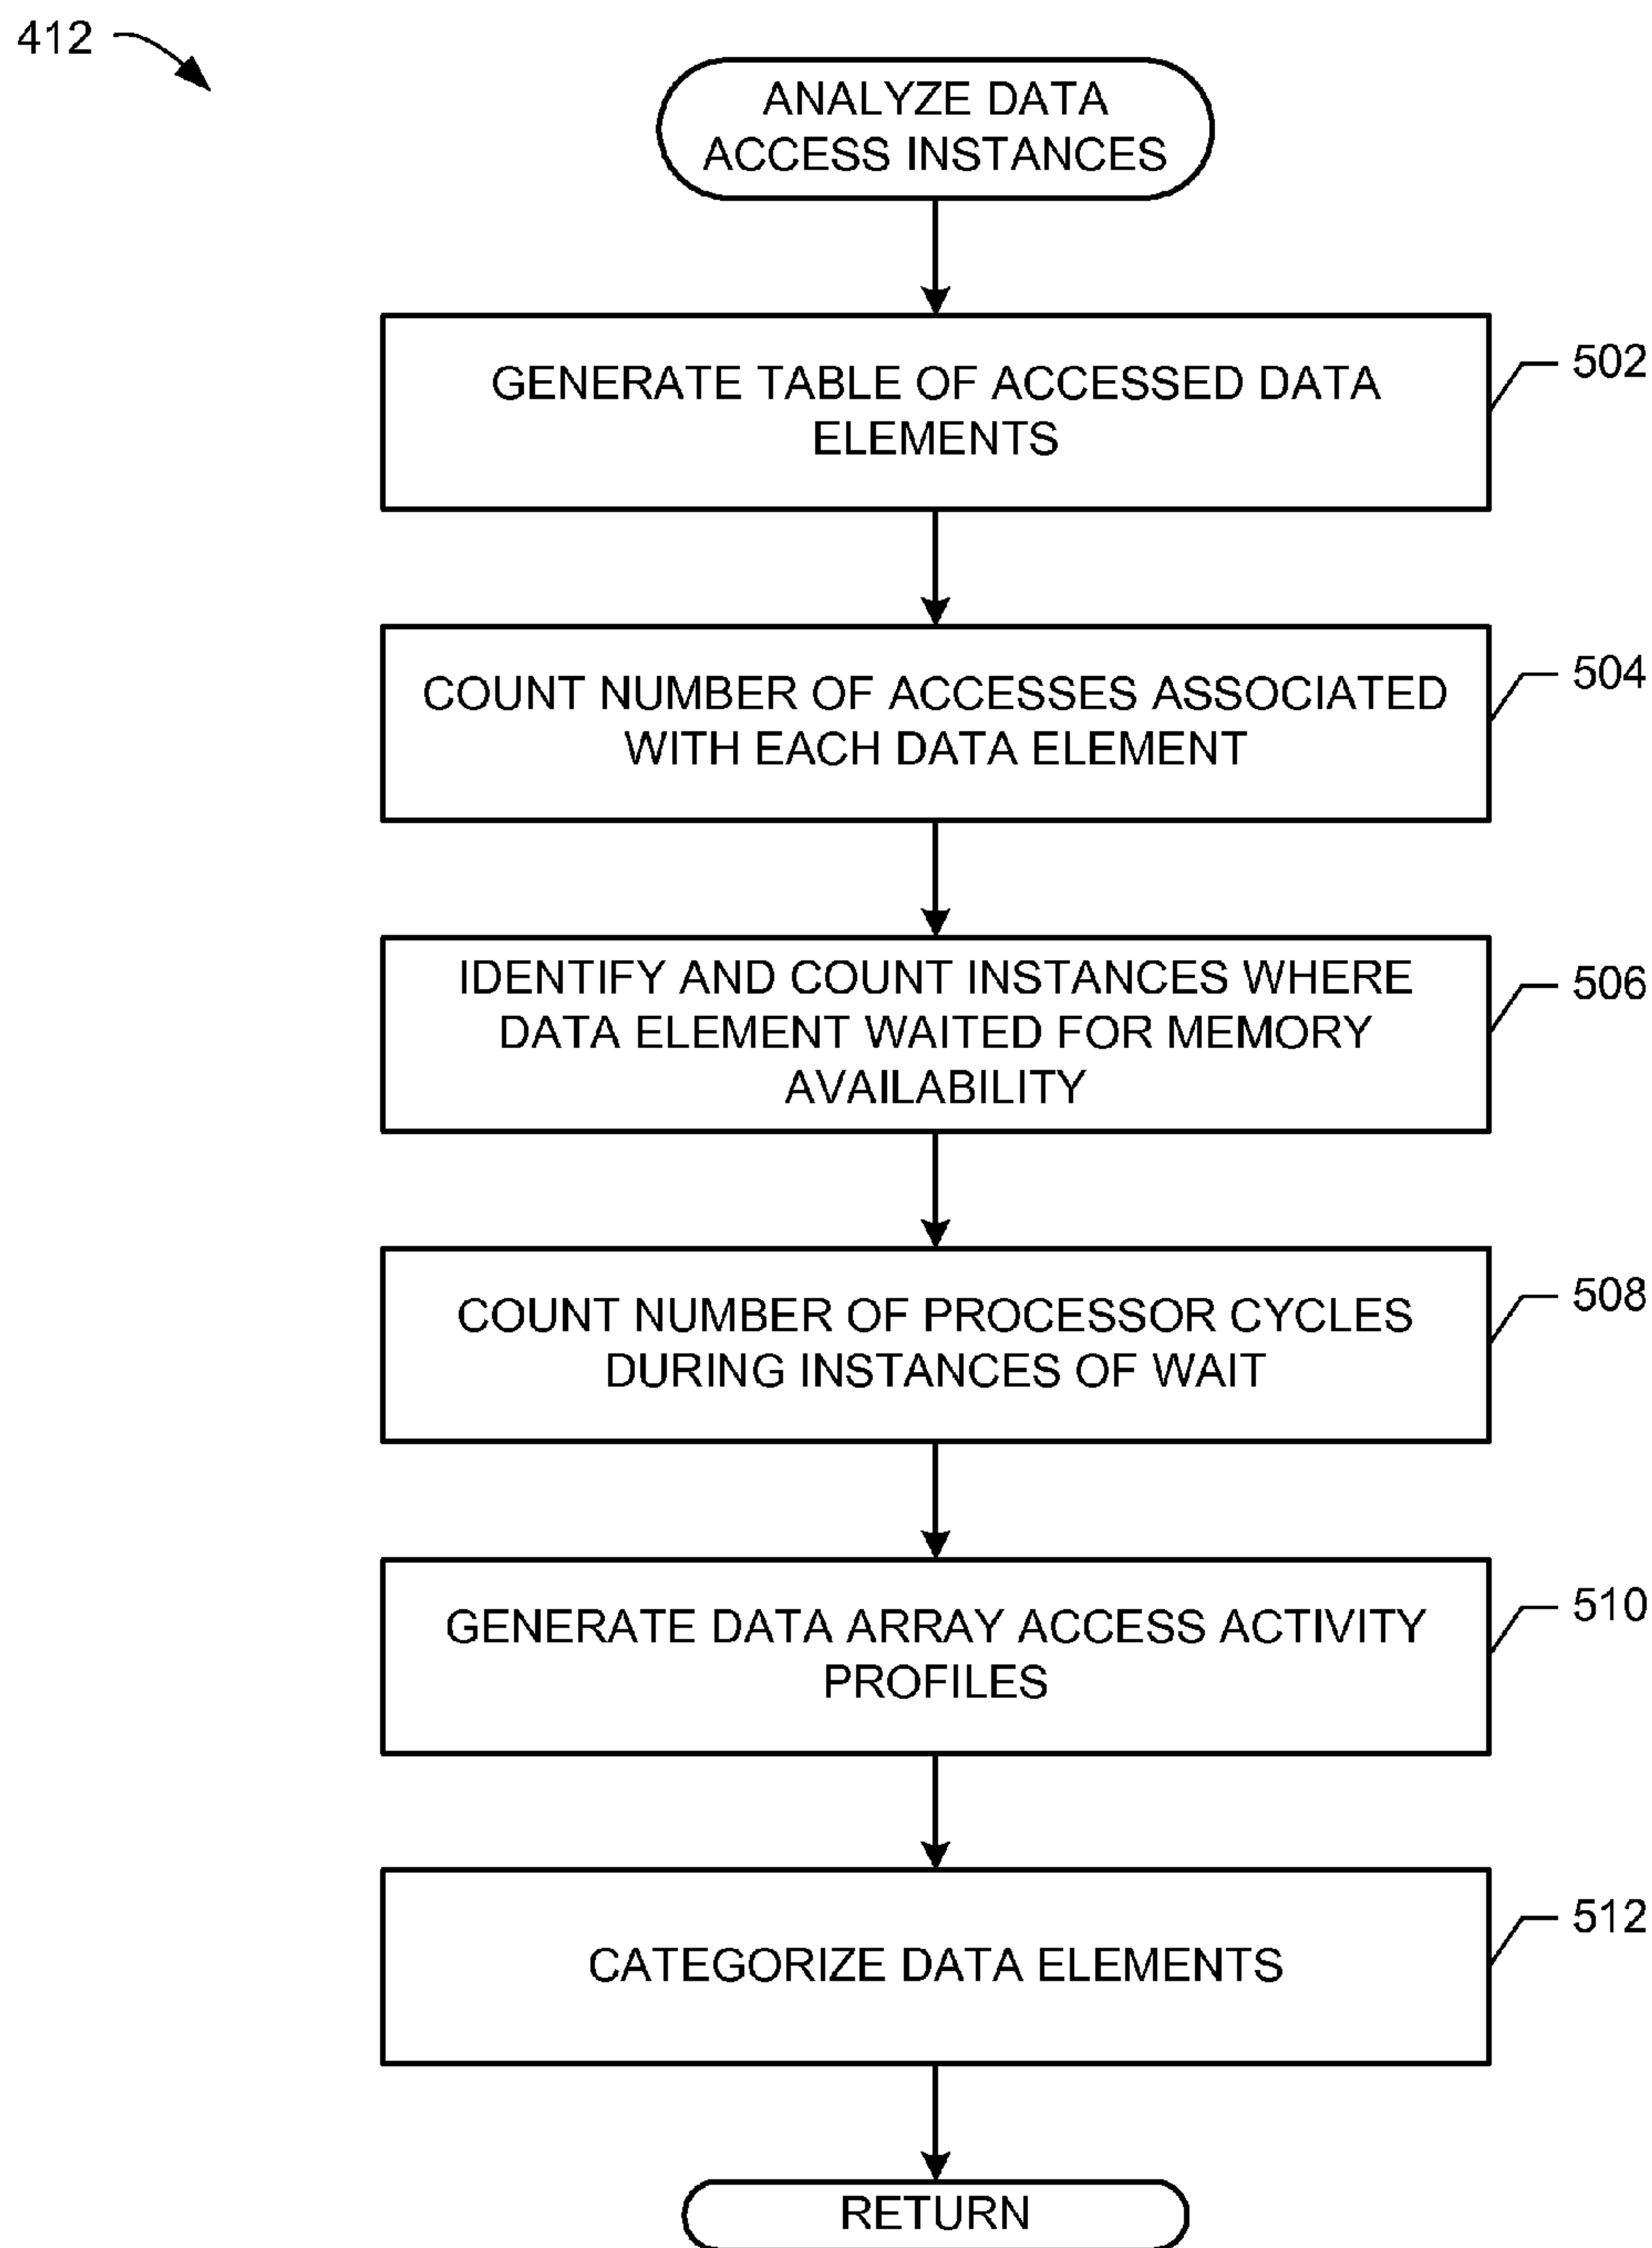 412
ANALYZE DATA
ACCESS INSTANCES
GENERATE TABLE OF ACCESSED DATA
ELEMENTS
502
COUNT NUMBER OF ACCESSES ASSOCIATED
WITH EACH DATA ELEMENT
504
IDENTIFY AND COUNT INSTANCES WHERE
DATA ELEMENT WAITED FOR MEMORY
AVAILABILITY
506
COUNT NUMBER OF PROCESSOR CYCLES
DURING INSTANCES OF WAIT
508
GENERATE DATA ARRAY ACCESS ACTIVITY
PROFILES
510
CATEGORIZE DATA ELEMENTS
512
RETURN